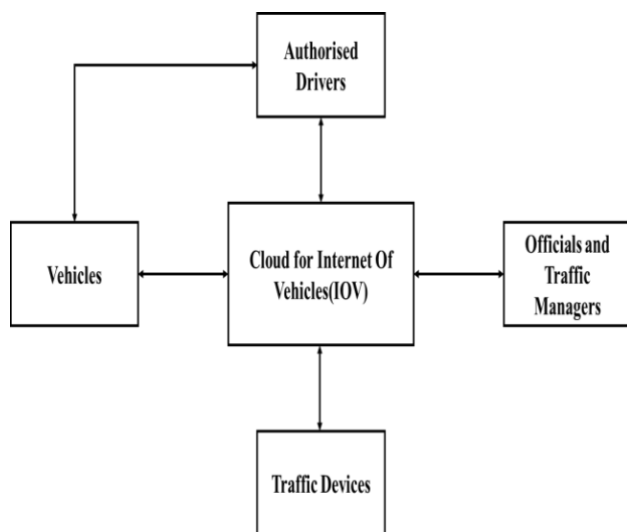 Authorised
Drivers
Vehicles
Cloud for Internet Of
Vehicles(IOV)
Officials and
Traffic
Managers
Traffic Devices